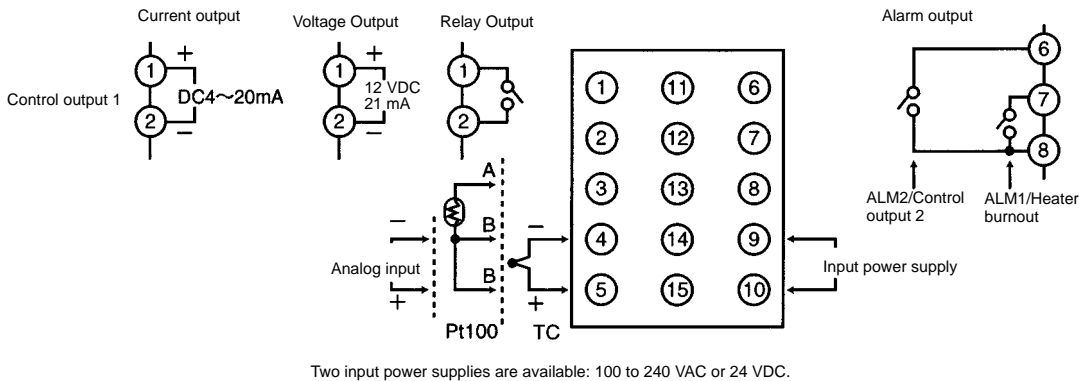 Current output
Voltage Output
Relay Output
Alarm output
Control output 1
1
+
DC4～20mA
2
−
1
+
12 VDC
21 mA
2
−
1
2
1 11 6
2 12 7
3 13 8
4 14 9
5 15 10
6
7
8
ALM2/Control
output 2
ALM1/Heater
burnout
A
B
B
−
Analog input
+
Pt100
−
+
TC
Input power supply
Two input power supplies are available: 100 to 240 VAC or 24 VDC.